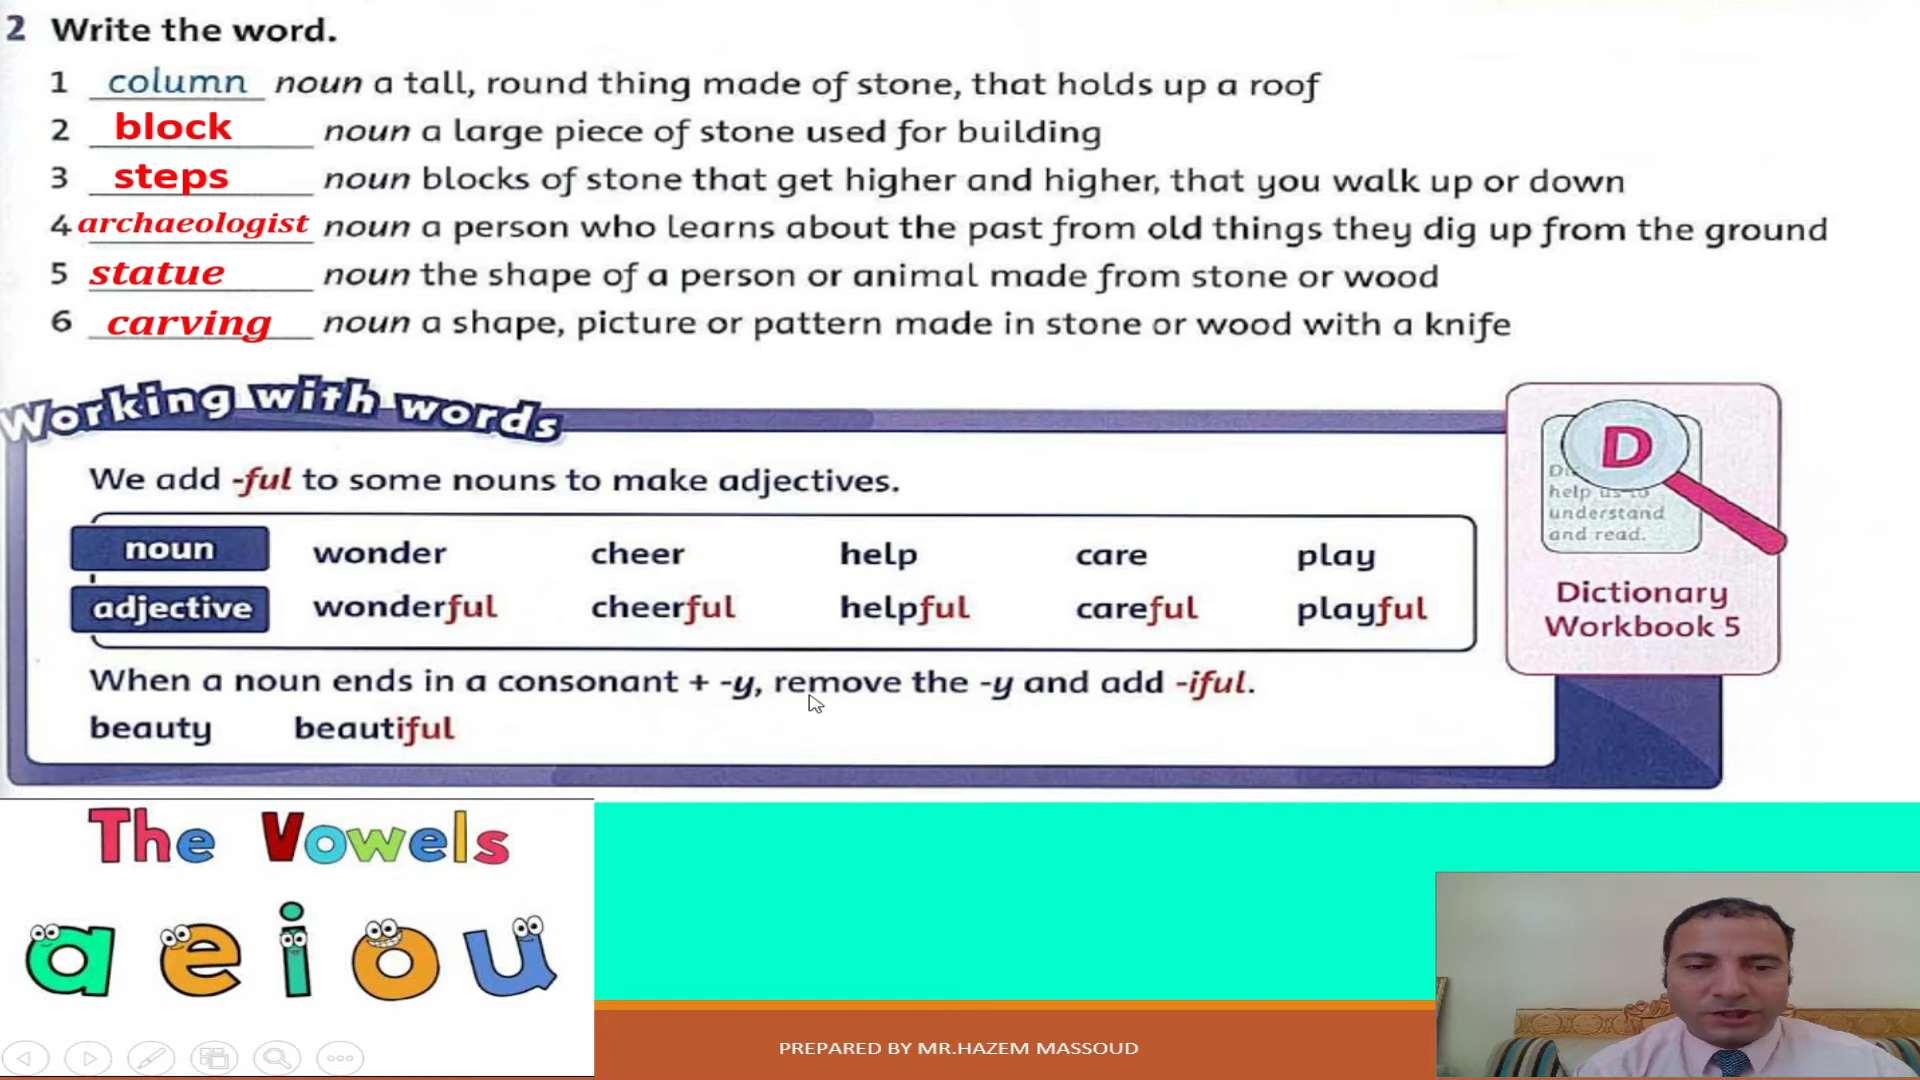 2 Write the word.
1 column noun a tall, round thing made of stone, that holds up a roof
2 block noun a large piece of stone used for building
3 steps noun blocks of stone that get higher and higher, that you walk up or down
4 archaeologist noun a person who learns about the past from old things they dig up from the ground
5 statue noun the shape of a person or animal made from stone or wood
6 carving noun a shape, picture or pattern made in stone or wood with a knife
Working with words
We add -ful to some nouns to make adjectives.
noun wonder cheer help care play
adjective wonderful cheerful helpful careful playful
When a noun ends in a consonant + -y, remove the -y and add -iful.
beauty beautiful
D
help us to
understand
and read.
Dictionary
Workbook 5
The Vowels
a e i o u
PREPARED BY MR.HAZEM MASSOUD